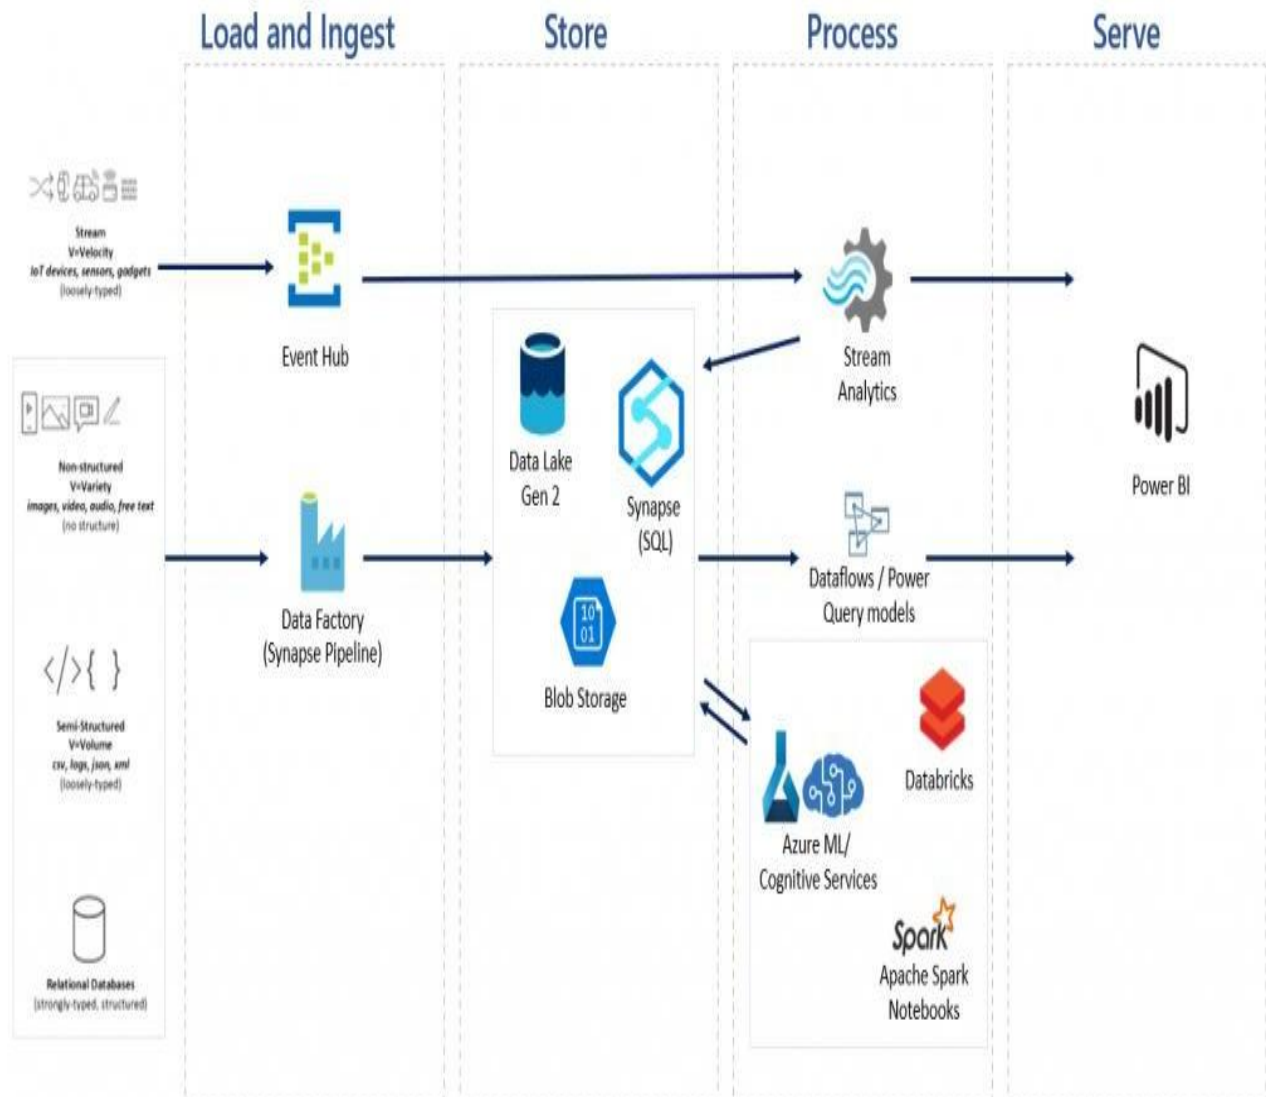 Load and Ingest
Store
Process
Serve
Stream
V=Velocity
IoT devices, sensors, gadgets
(loosely-typed)
Event Hub
Stream
Analytics
Non-structured
V=Variety
images, video, audio, free text
(no structure)
Data Lake
Gen 2
Synapse
(SQL)
Power BI
Data Factory
(Synapse Pipeline)
Dataflows / Power
Query models
10
01
Blob Storage
</>{ }
Semi-Structured
V=Volume
csv, logs, json, xml
(loosely-typed)
Databricks
Azure ML/
Cognitive Services
Spark
Apache Spark
Notebooks
Relational Databases
(strongly-typed, structured)